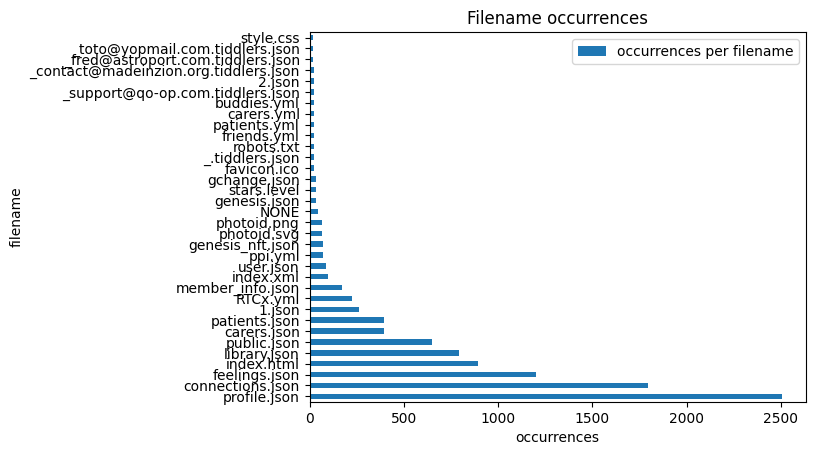 Filename occurrences
occurrences per filename
filename
style.css
toto@yopmail.com.tiddlers.json
_fred@astroport.com.tiddlers.json
_contact@madeinzion.org.tiddlers.json
2.json
_support@qo-op.com.tiddlers.json
buddies.yml
carers.yml
patients.yml
friends.yml
robots.txt
_.tiddlers.json
favicon.ico
gchange.json
stars.level
genesis.json
NONE
photoid.png
photoid.svg
genesis_nft.json
ppi.yml
user.json
index.xml
member_info.json
RTCx.yml
1.json
patients.json
carers.json
public.json
library.json
index.html
feelings.json
connections.json
profile.json
0 500 1000 1500 2000 2500
occurrences